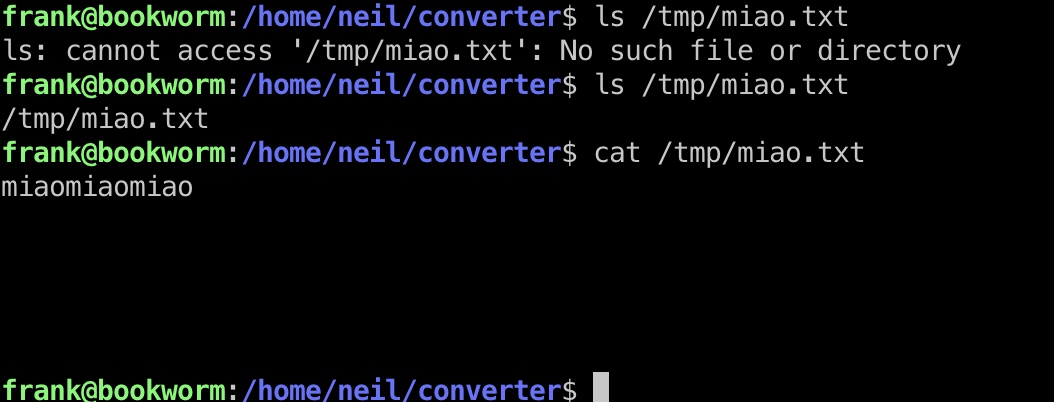 frank@bookworm:/home/neil/converter$ ls /tmp/miao.txt
ls: cannot access '/tmp/miao.txt': No such file or directory
frank@bookworm:/home/neil/converter$ ls /tmp/miao.txt
/tmp/miao.txt
frank@bookworm:/home/neil/converter$ cat /tmp/miao.txt
miaomiaomiao
frank@bookworm:/home/neil/converter$